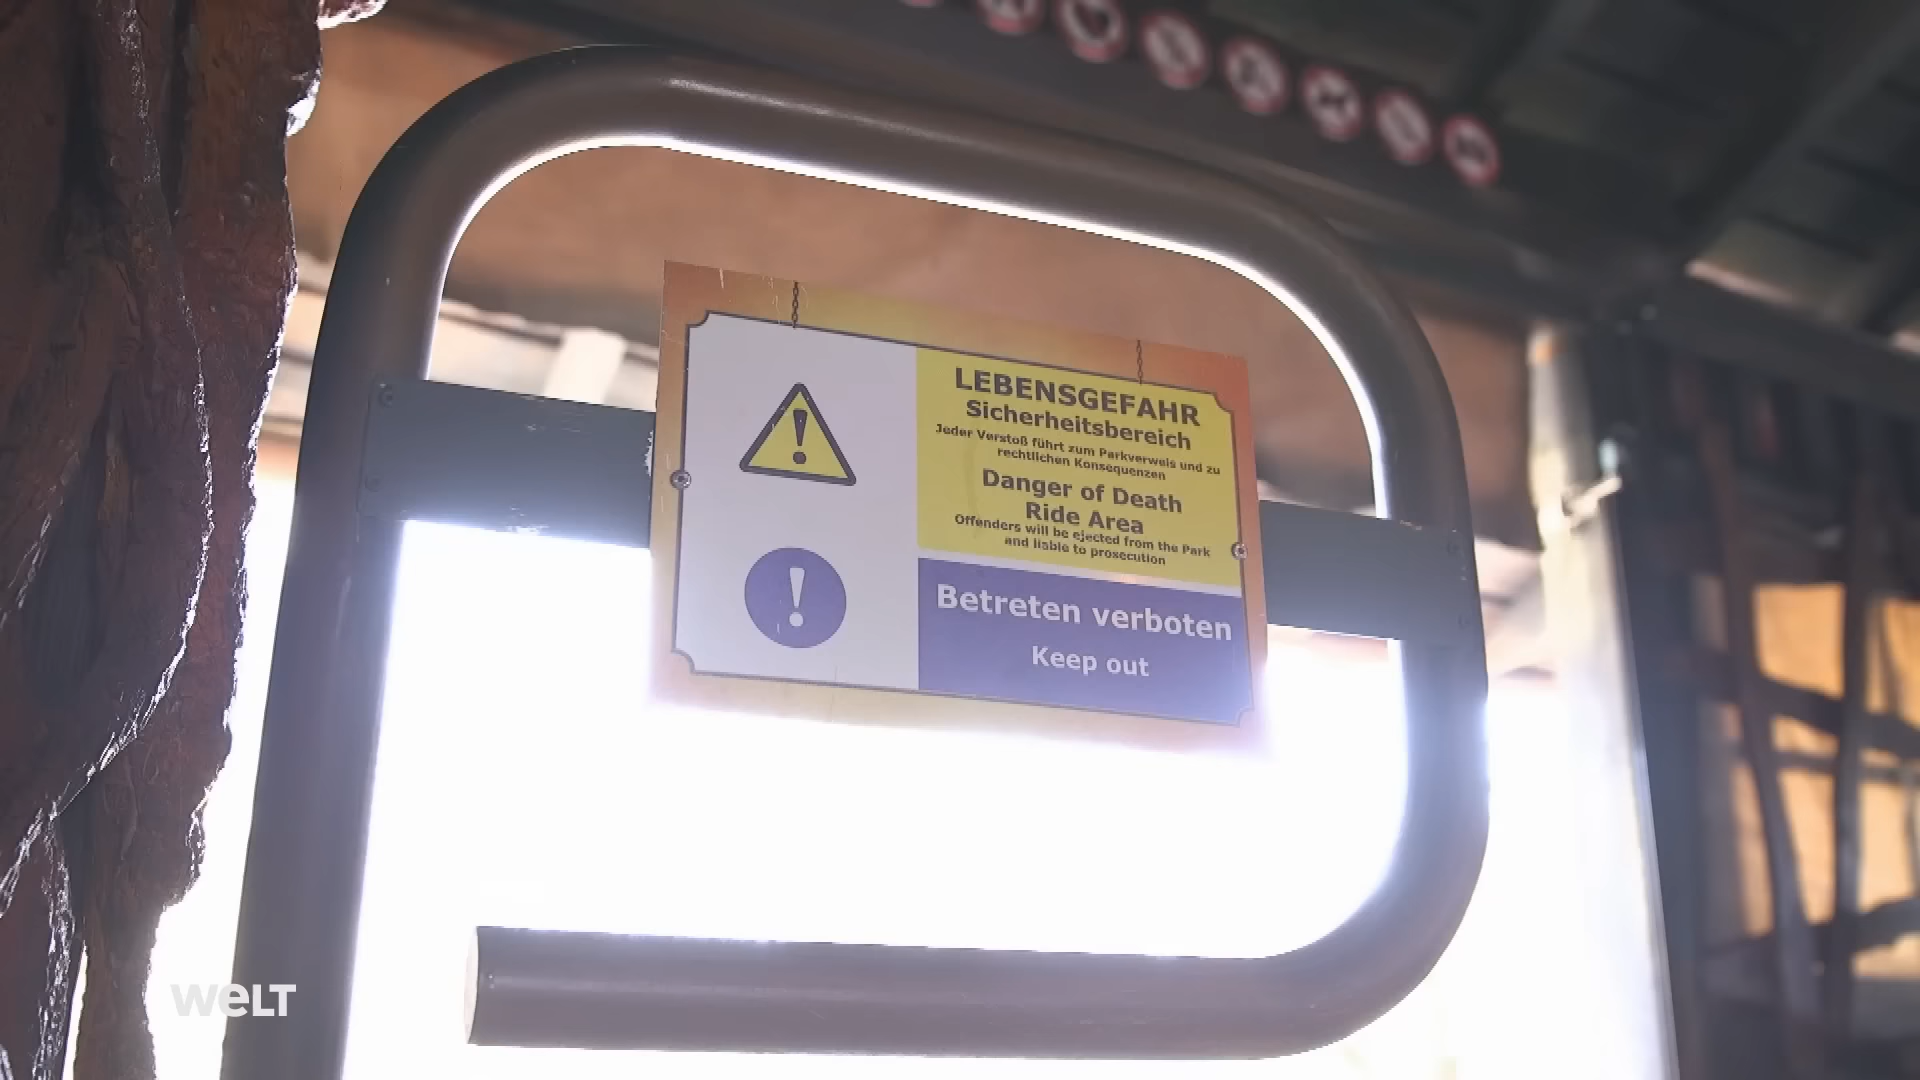 LEBENSGEFAHR
Sicherheitsbereich
Jeder Verstoß führt zum Parkverweis und zu
rechtlichen Konsequenzen
Danger of Death
Ride Area
Offenders will be ejected from the Park
and liable to prosecution
Betreten verboten
Keep out
WELT